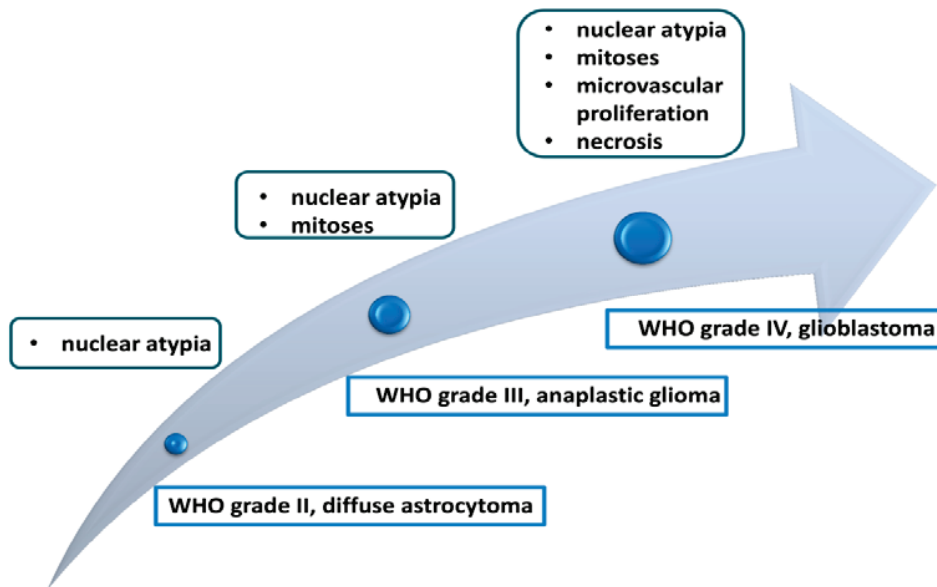 • nuclear atypia
• mitoses
• microvascular
proliferation
• necrosis
• nuclear atypia
• mitoses
• nuclear atypia
WHO grade IV, glioblastoma
WHO grade III, anaplastic glioma
WHO grade II, diffuse astrocytoma